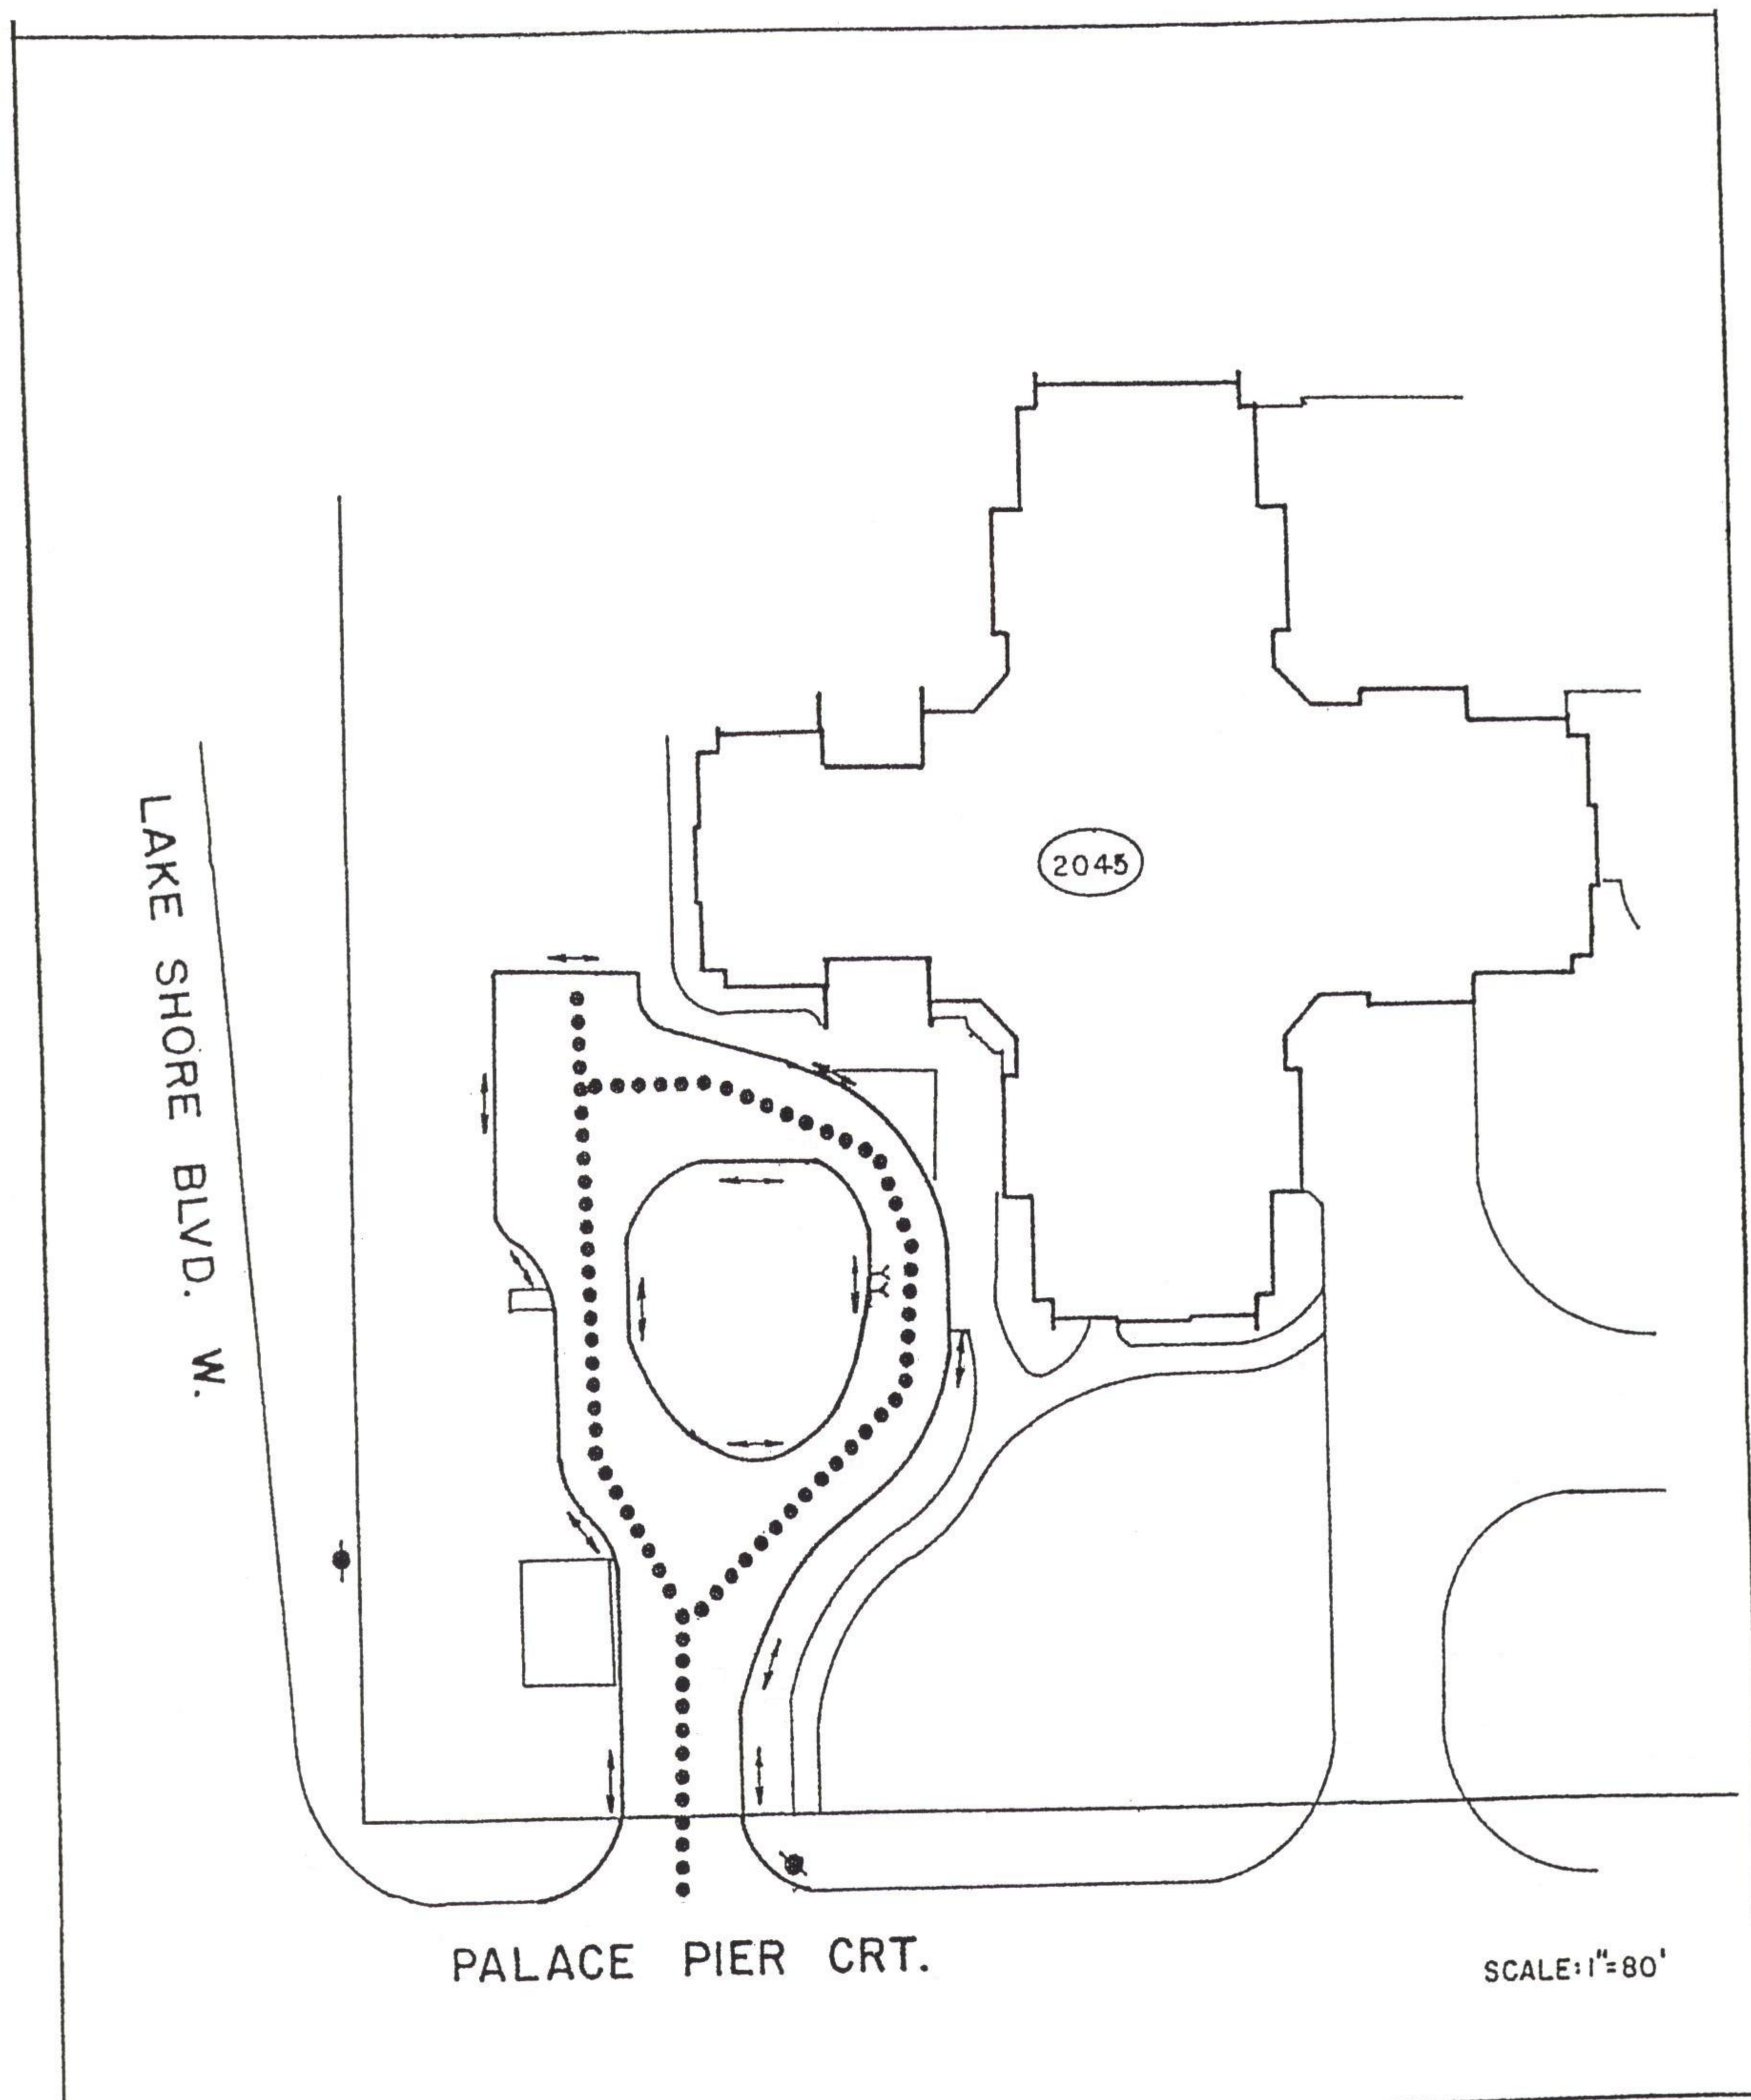 2045
LAKE SHORE BLVD. W.
PALACE PIER CRT.
SCALE: 1"=80'